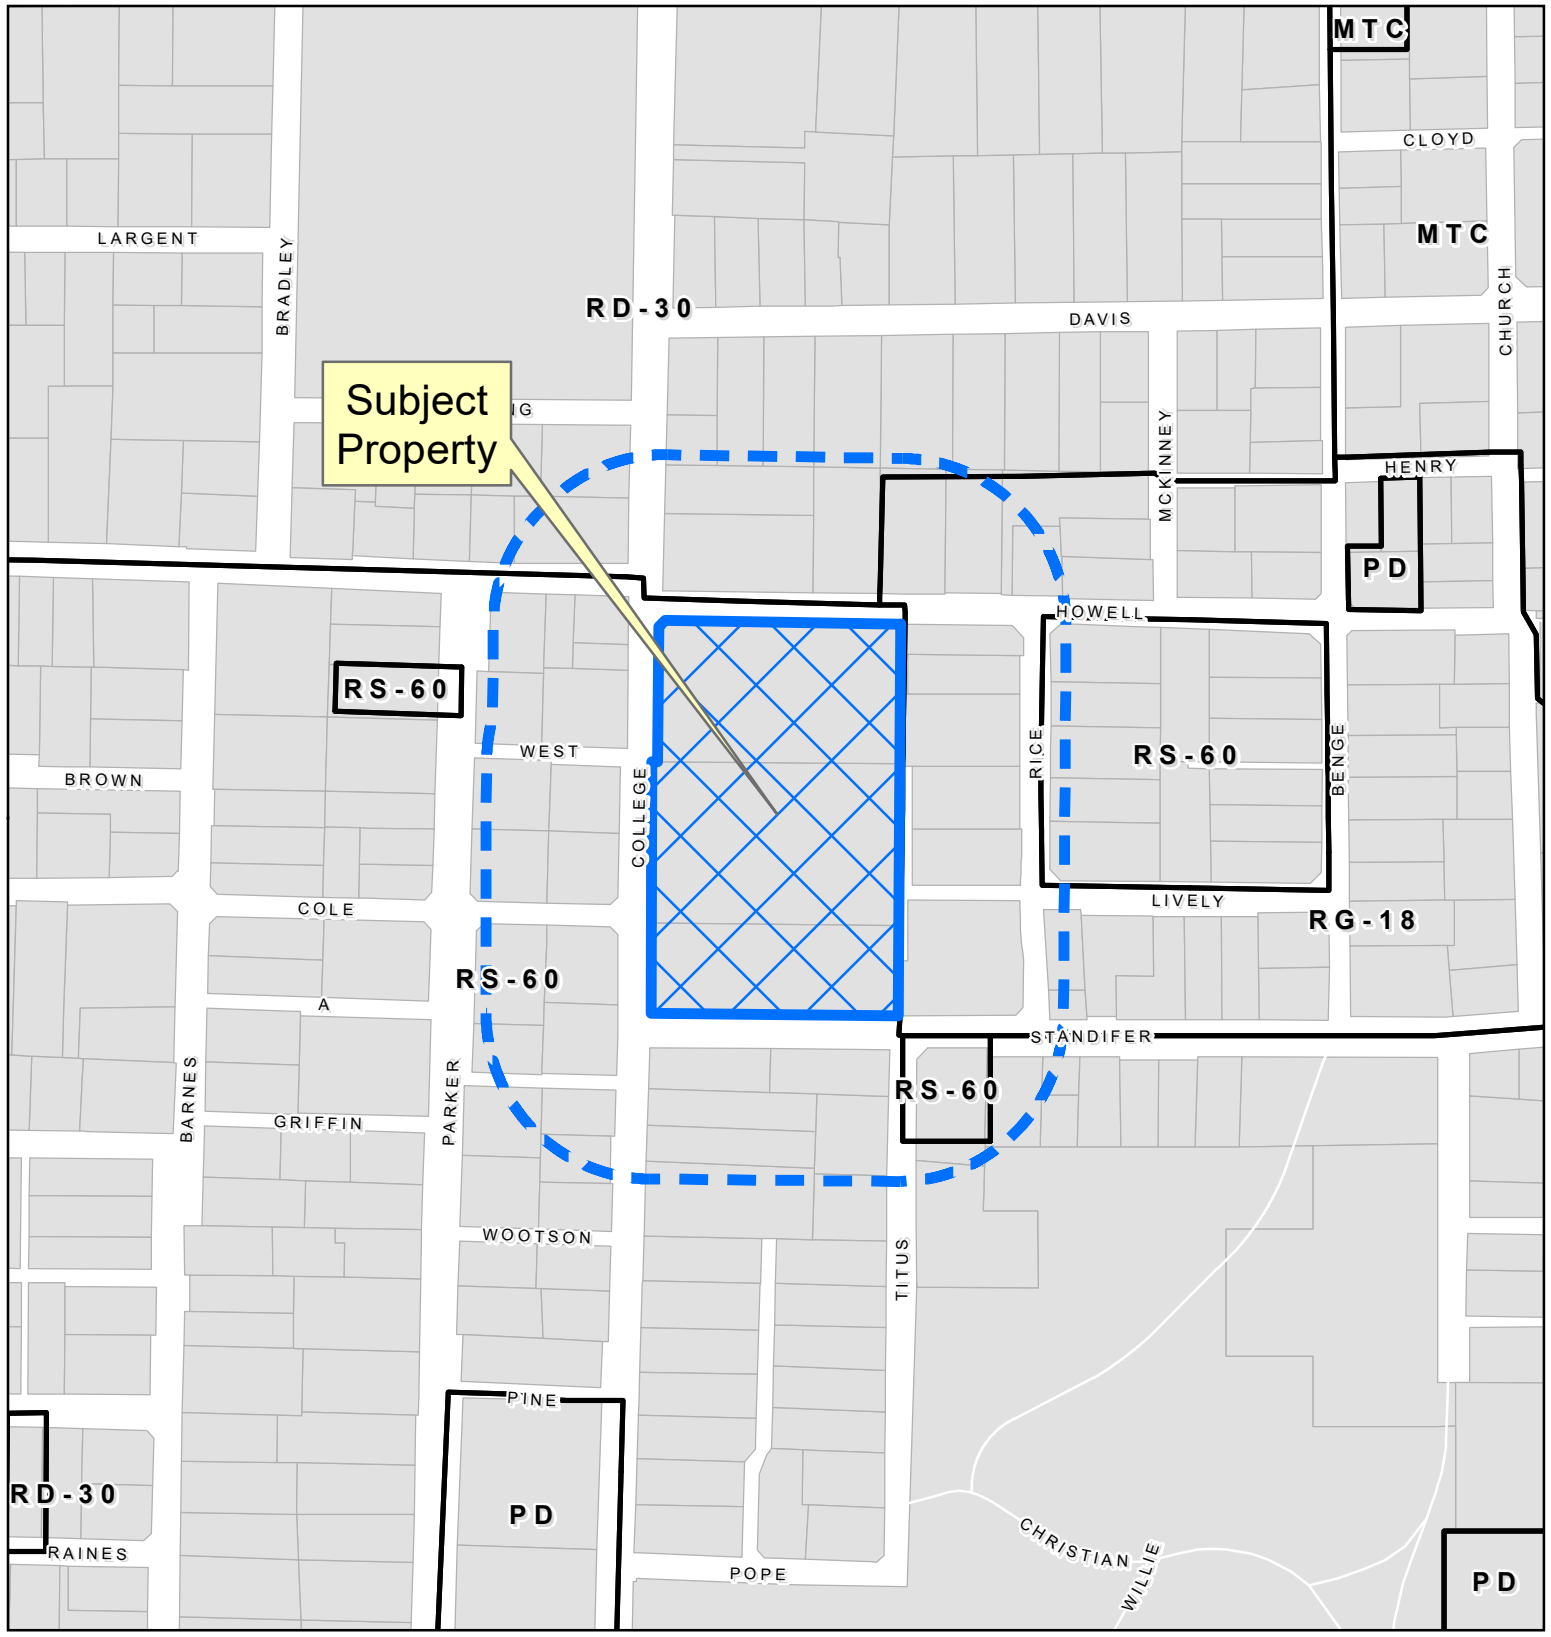 MTC
CLOYD
MTC
LARGENT
BRADLEY
CHURCH
RD-30
DAVIS
Subject
Property
NG
MCKINNEY
HENRY
PD
HOWELL
RS-60
WEST
RICE
RS-60
BENGE
BROWN
COLLEGE
COLE
LIVELY
RG-18
RS-60
A
STANDIFER
BARNES
PARKER
RS-60
GRIFFIN
WOOTSON
TITUS
PINE
RD-30
PD
CHRISTIAN
RAINES
POPE
WILLIE
PD